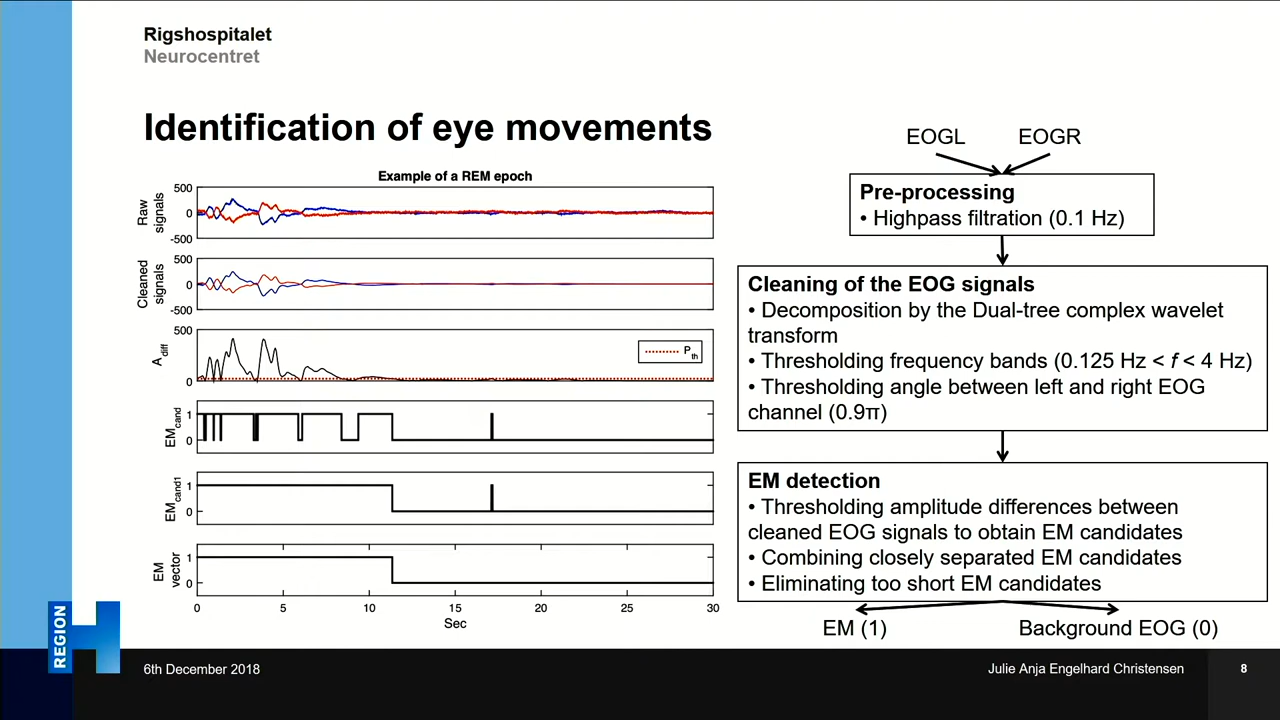 Rigshospitalet
Neurocentret
Identification of eye movements
Example of a REM epoch
Raw
signals
500
0
-500
Cleaned
signals
500
0
-500
A diff
500
0
P th
EM cand
1
0
EM cand1
1
0
EM
vector
1
0
0 5 10 15 20 25 30
Sec
EOGL EOGR
Pre-processing
• Highpass filtration (0.1 Hz)
Cleaning of the EOG signals
• Decomposition by the Dual-tree complex wavelet
transform
• Thresholding frequency bands (0.125 Hz < f < 4 Hz)
• Thresholding angle between left and right EOG
channel (0.9π)
EM detection
• Thresholding amplitude differences between
cleaned EOG signals to obtain EM candidates
• Combining closely separated EM candidates
• Eliminating too short EM candidates
EM (1) Background EOG (0)
REGION
H
6th December 2018
Julie Anja Engelhard Christensen
8